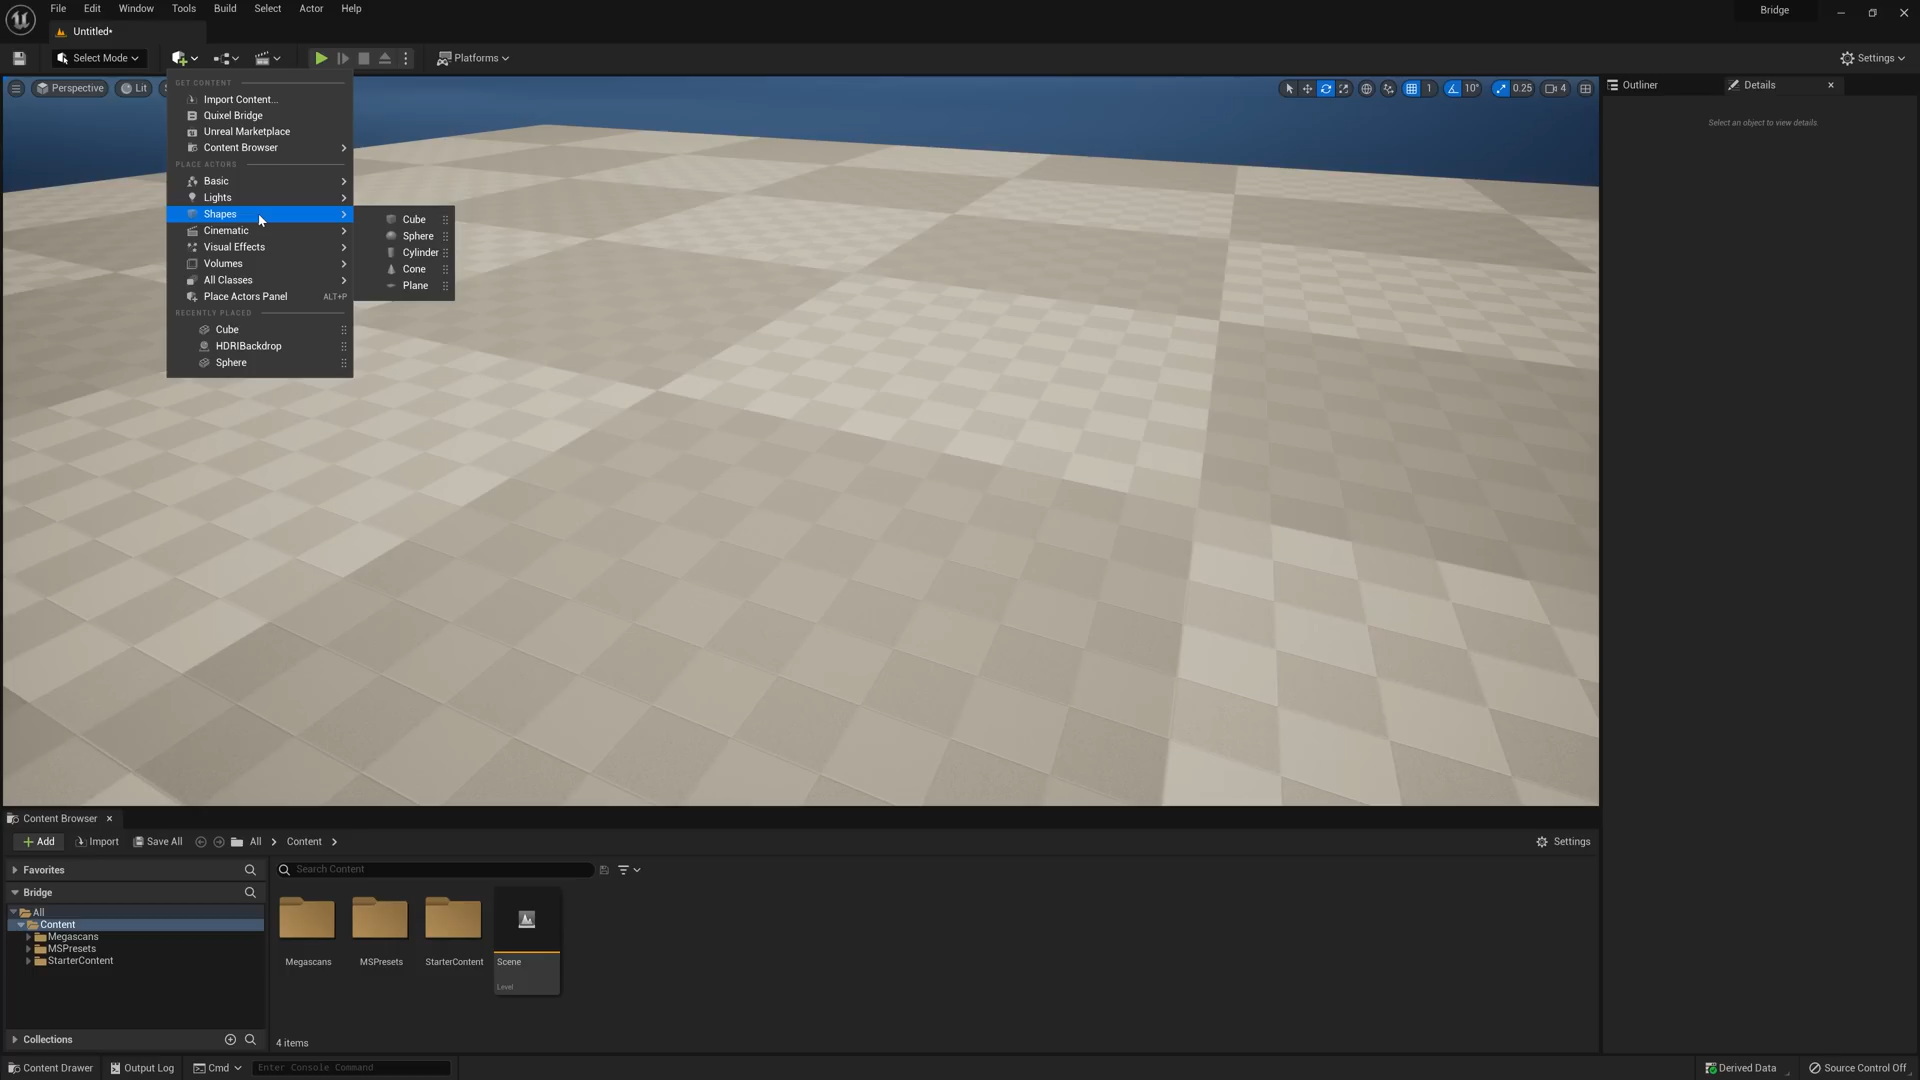 File Edit Window Tools Build Select Actor Help Bridge
Untitled*
Select Mode Platforms Settings
Perspective Lit 1 10° 0.25 4
Outliner Details
Select an object to view details.
GET CONTENT
Import Content...
Quixel Bridge
Unreal Marketplace
Content Browser
PLACE ACTORS
Basic
Lights
Shapes
Cinematic
Visual Effects
Volumes
All Classes
Place Actors Panel ALT+P
RECENTLY PLACED
Cube
HDRIBackdrop
Sphere
Cube
Sphere
Cylinder
Cone
Plane
Content Browser
Add Import Save All All Content Settings
Favorites
Search Content
Bridge
All
Content
Megascans
MSPresets
StarterContent
Megascans MSPresets StarterContent Scene
Level
Collections
4 items
Content Drawer Output Log Cmd Enter Console Command Derived Data Source Control Off